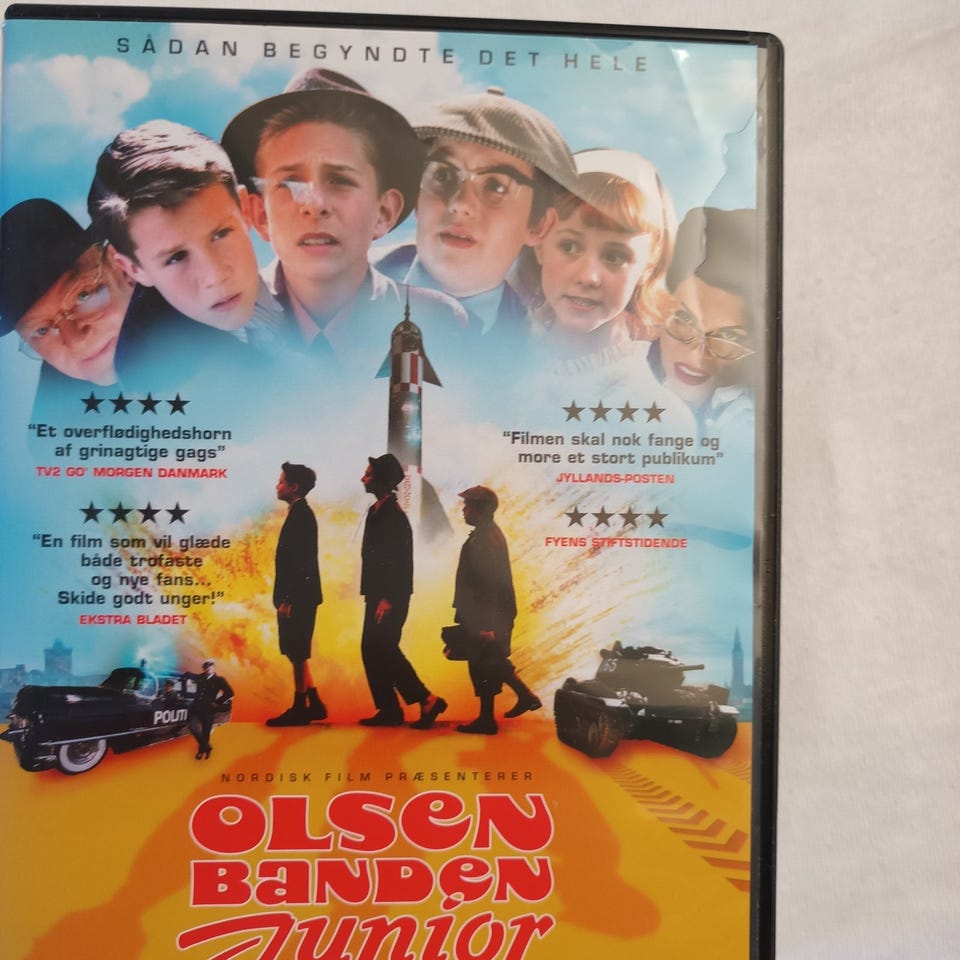 SÅDAN BEGYNDTE DET HELE
★★★★
"Et overflødighedshorn
af grinagtige gags"
TV2 GO' MORGEN DANMARK
★★★★
"En film som vil glæde
både trofaste
og nye fans...
Skide godt unger!"
EKSTRA BLADET
★★★★
"Filmen skal nok fange og
more et stort publikum"
JYLLANDS-POSTEN
★★★★
FYENS STIFTSTIDENDE
POLITI
65
NORDISK FILM PRÆSENTERER
OLSEN
BANDEN
Junior